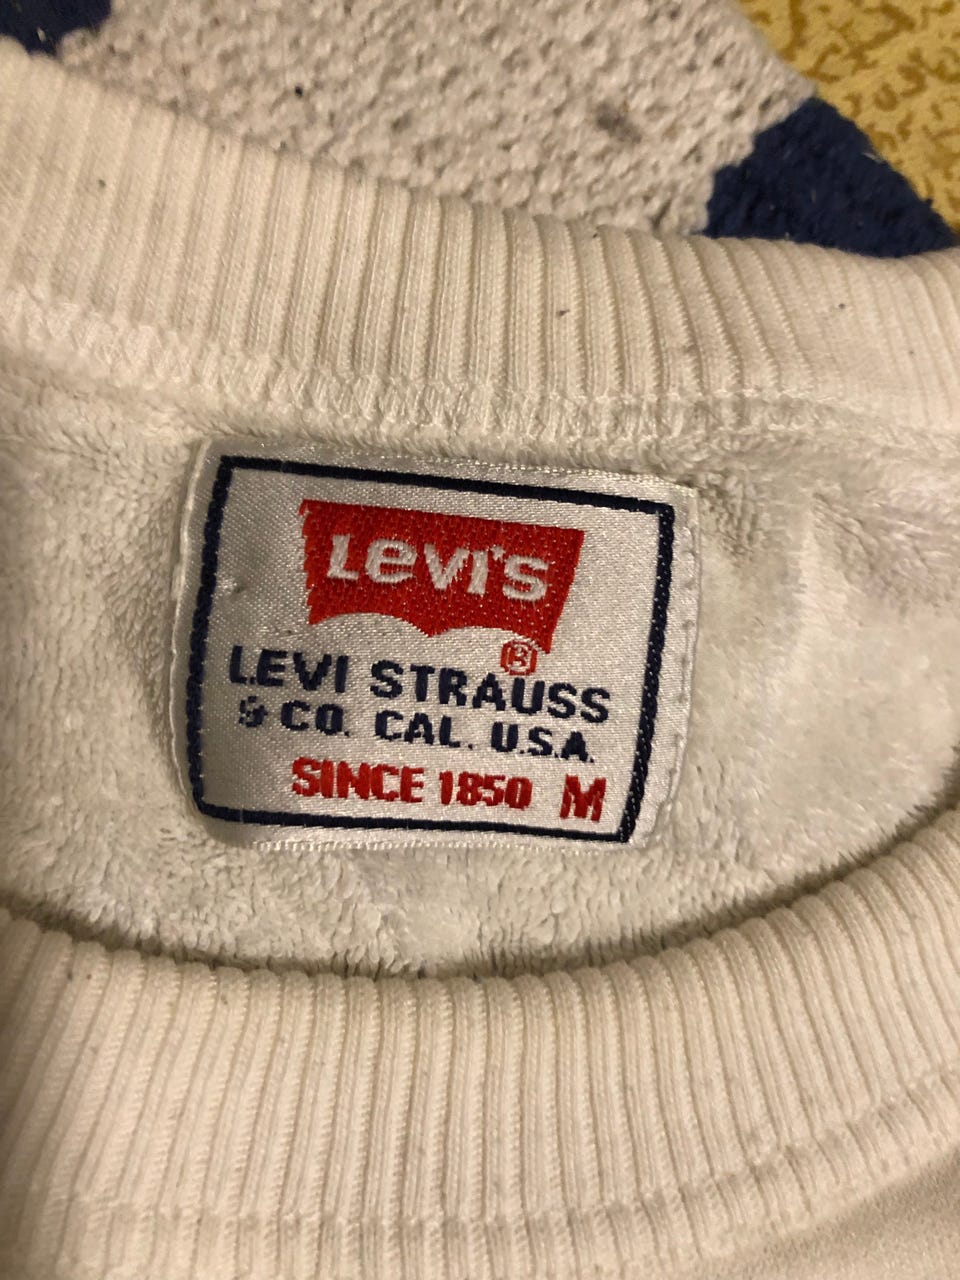 Levi's
®
LEVI STRAUSS
& CO. CAL. U.S.A.
SINCE 1850 M